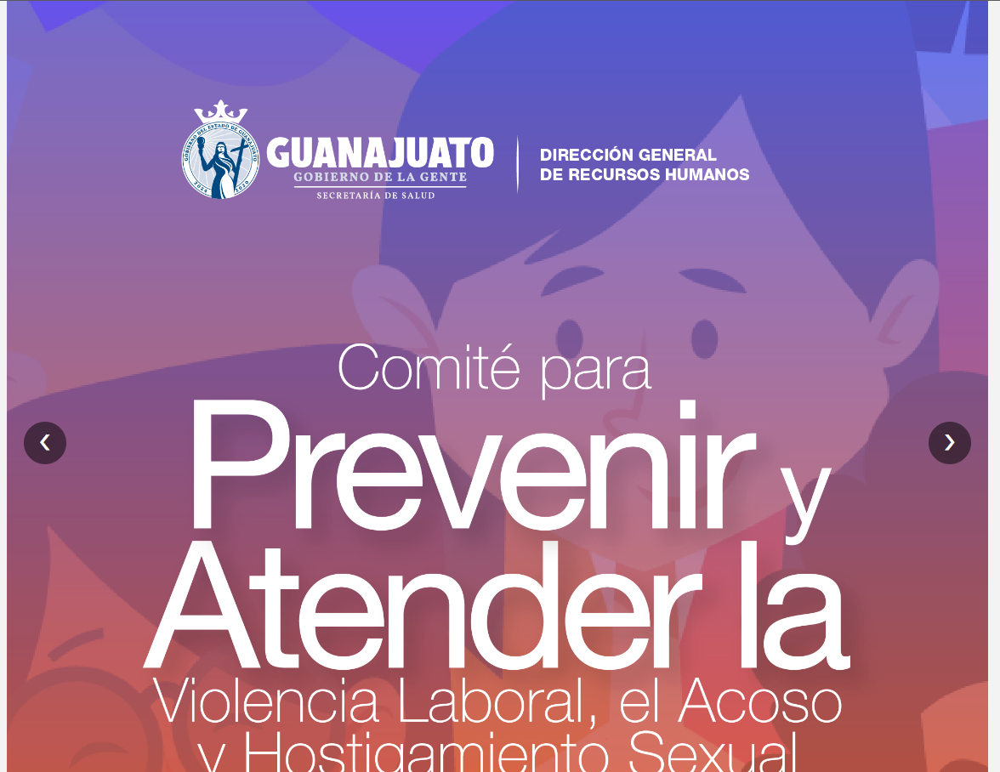 GOBIERNO DEL ESTADO DE GUANAJUATO
2024 2030
GUANAJUATO
GOBIERNO DE LA GENTE
SECRETARÍA DE SALUD
DIRECCIÓN GENERAL
DE RECURSOS HUMANOS
Comité para
Prevenir y
Atender la
Violencia Laboral, el Acoso
y Hostigamiento Sexual